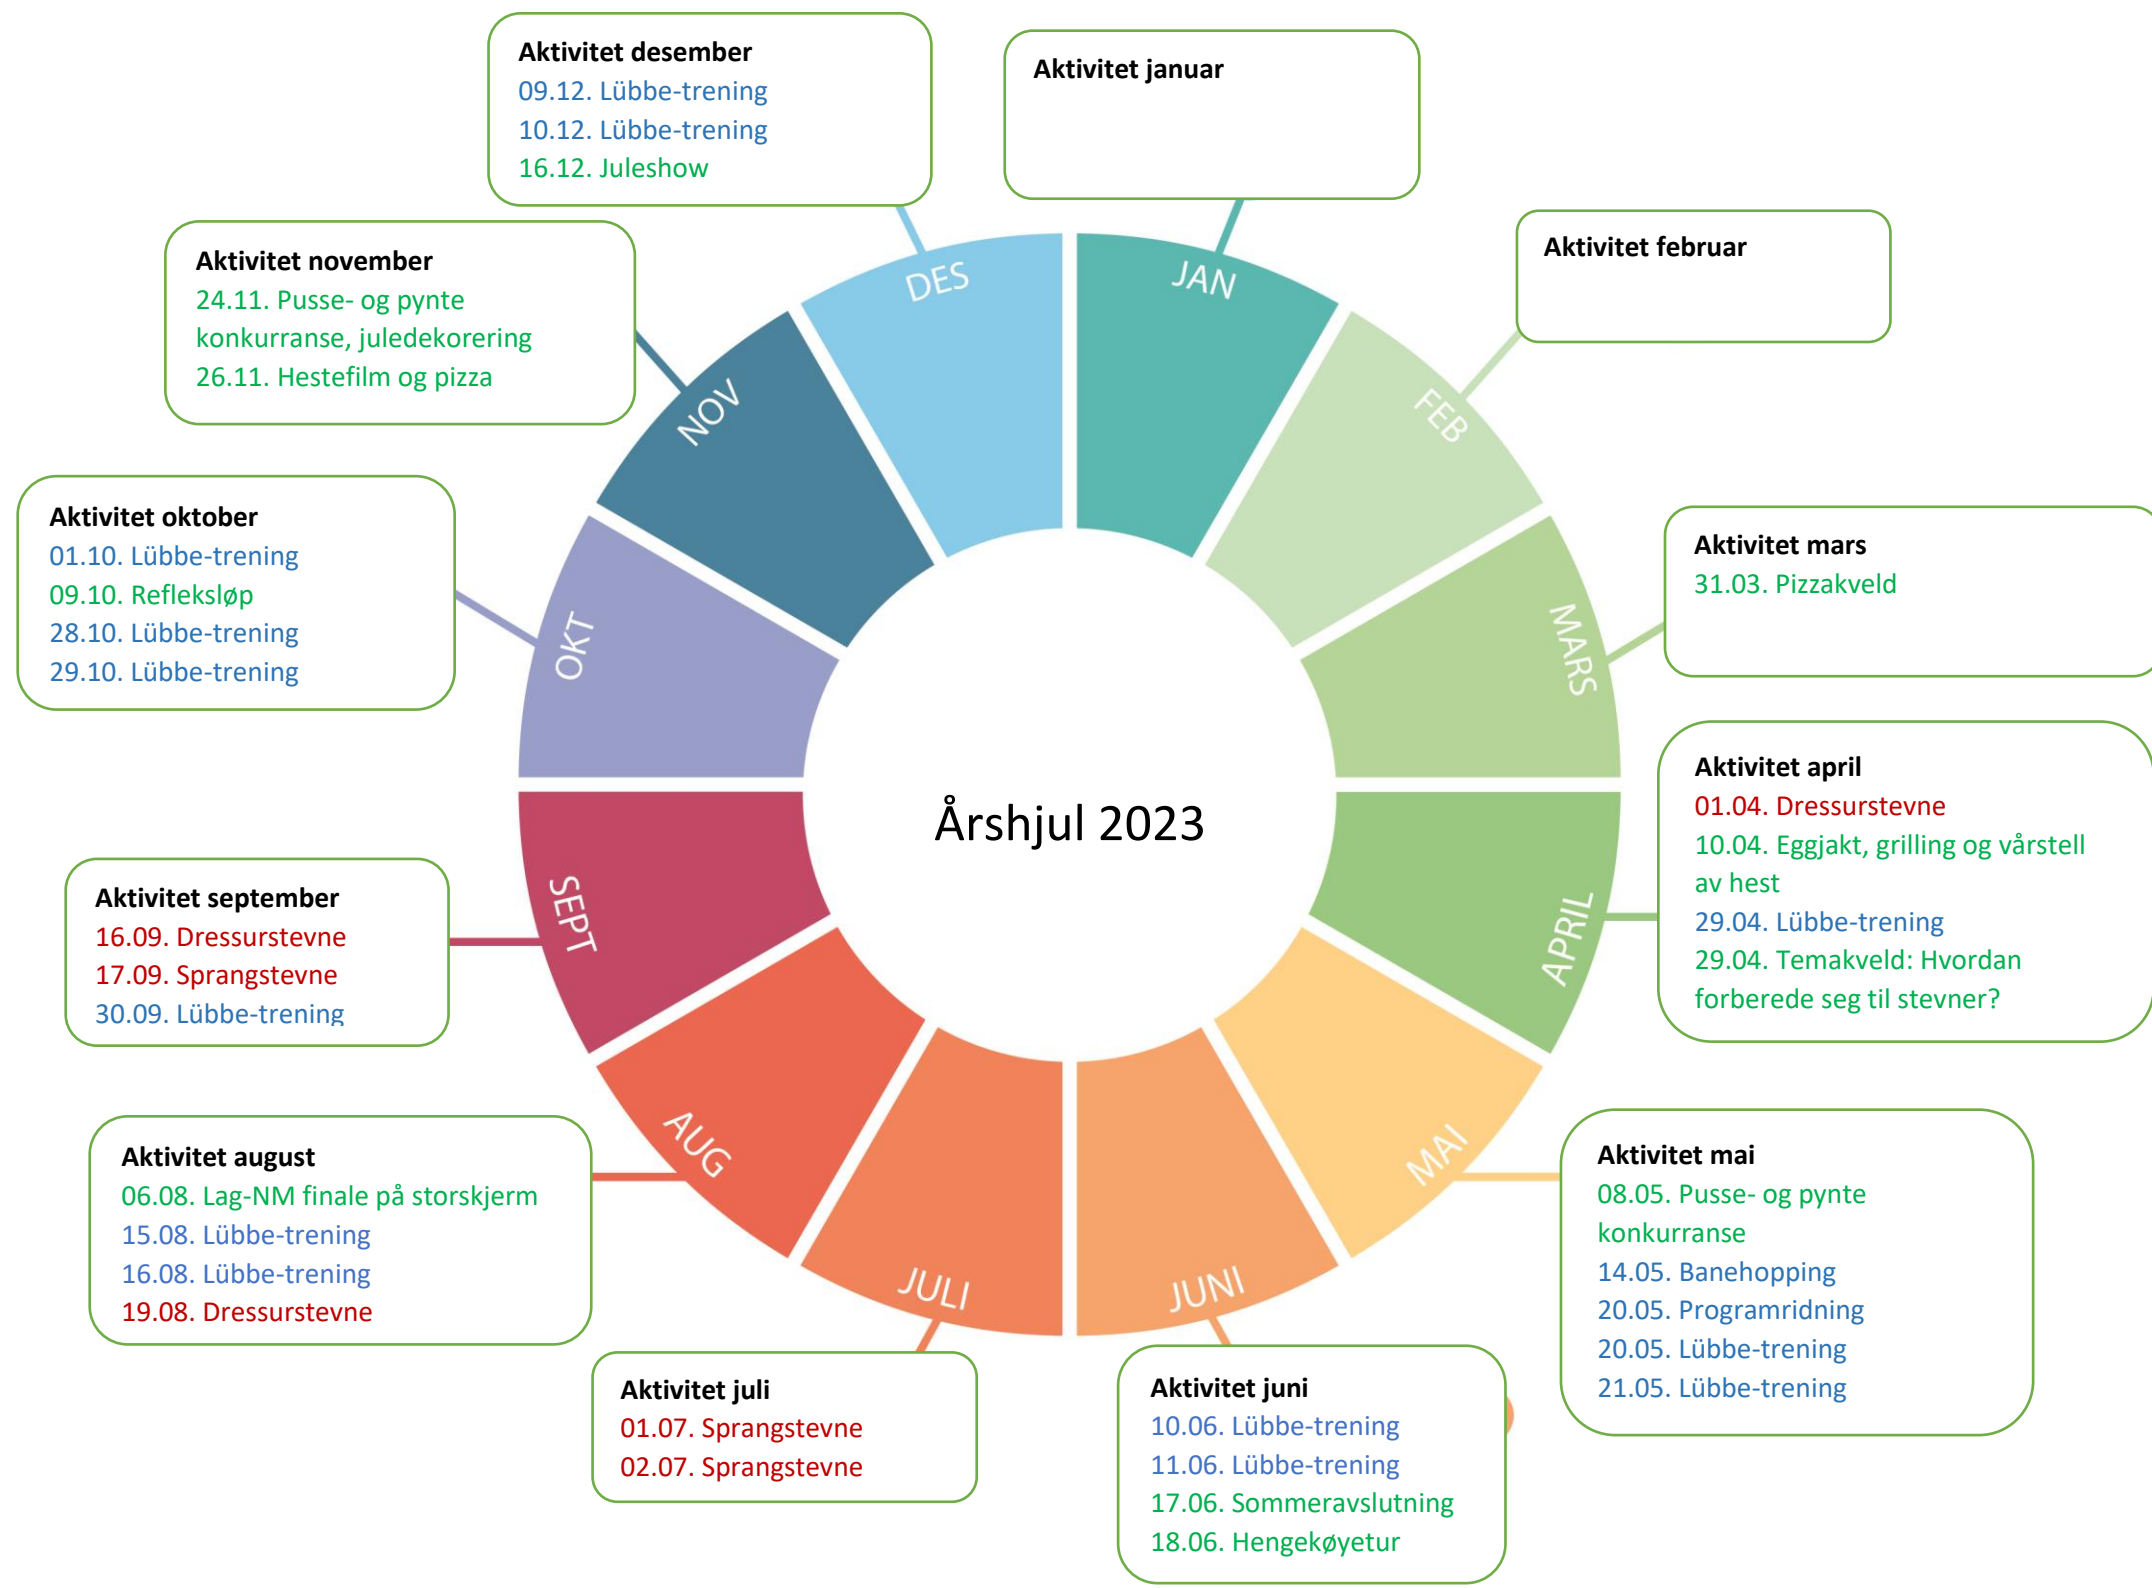 Aktivitet desember
09.12. Lübbe-trening
10.12. Lübbe-trening
16.12. Juleshow
Aktivitet januar
Aktivitet november
24.11. Pusse- og pynte
konkurranse, juledekorering
26.11. Hestefilm og pizza
Aktivitet februar
DES
JAN
NOV
FEB
Aktivitet oktober
01.10. Lübbe-trening
09.10. Refleksløp
28.10. Lübbe-trening
29.10. Lübbe-trening
Aktivitet mars
31.03. Pizzakveld
OKT
MARS
Årshjul 2023
Aktivitet april
01.04. Dressurstevne
10.04. Eggjakt, grilling og vårstell
av hest
29.04. Lübbe-trening
29.04. Temakveld: Hvordan
forberede seg til stevner?
Aktivitet september
16.09. Dressurstevne
17.09. Sprangstevne
30.09. Lübbe-trening
SEPT
APRIL
AUG
MAI
Aktivitet august
06.08. Lag-NM finale på storskjerm
15.08. Lübbe-trening
16.08. Lübbe-trening
19.08. Dressurstevne
Aktivitet mai
08.05. Pusse- og pynte
konkurranse
14.05. Banehopping
20.05. Programridning
20.05. Lübbe-trening
21.05. Lübbe-trening
JULI
JUNI
Aktivitet juli
01.07. Sprangstevne
02.07. Sprangstevne
Aktivitet juni
10.06. Lübbe-trening
11.06. Lübbe-trening
17.06. Sommeravslutning
18.06. Hengekøyetur